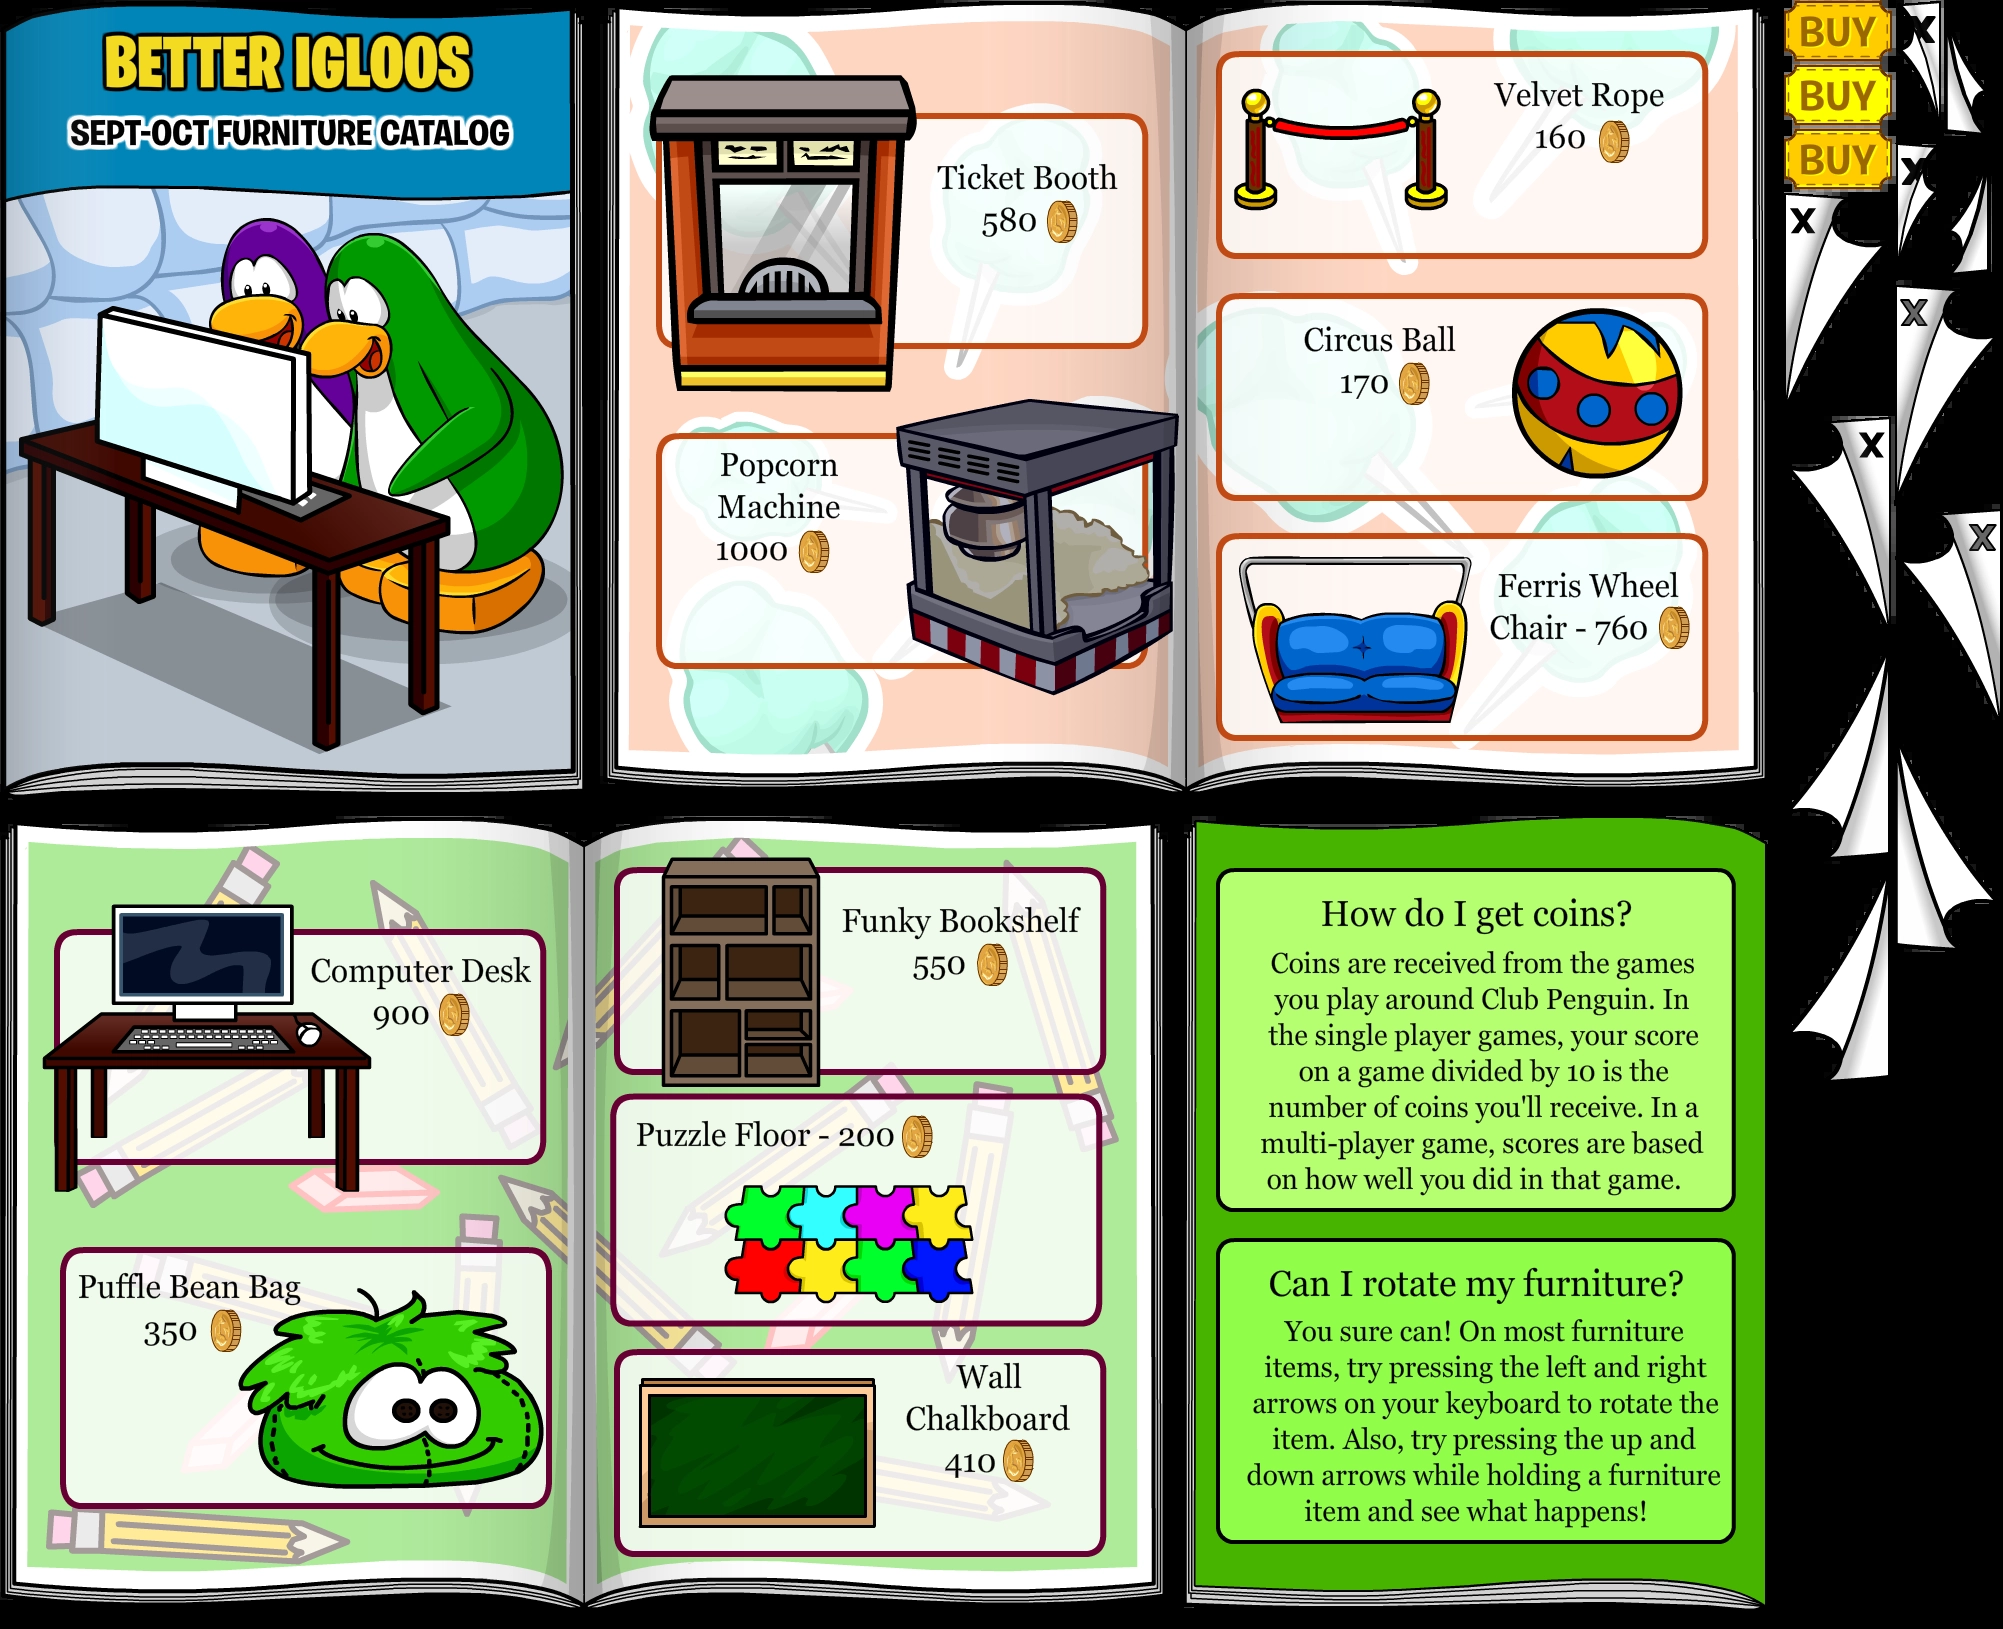 BETTER IGLOOS
SEPT-OCT FURNITURE CATALOG
Ticket Booth
580
Popcorn
Machine
1000
Velvet Rope
160
Circus Ball
170
Ferris Wheel
Chair - 760
BUY
BUY
BUY
X
X
X
X
X
X
Computer Desk
900
Puffle Bean Bag
350
Funky Bookshelf
550
Puzzle Floor - 200
Wall
Chalkboard
410
How do I get coins?
Coins are received from the games
you play around Club Penguin. In
the single player games, your score
on a game divided by 10 is the
number of coins you'll receive. In a
multi-player game, scores are based
on how well you did in that game.
Can I rotate my furniture?
You sure can! On most furniture
items, try pressing the left and right
arrows on your keyboard to rotate the
item. Also, try pressing the up and
down arrows while holding a furniture
item and see what happens!